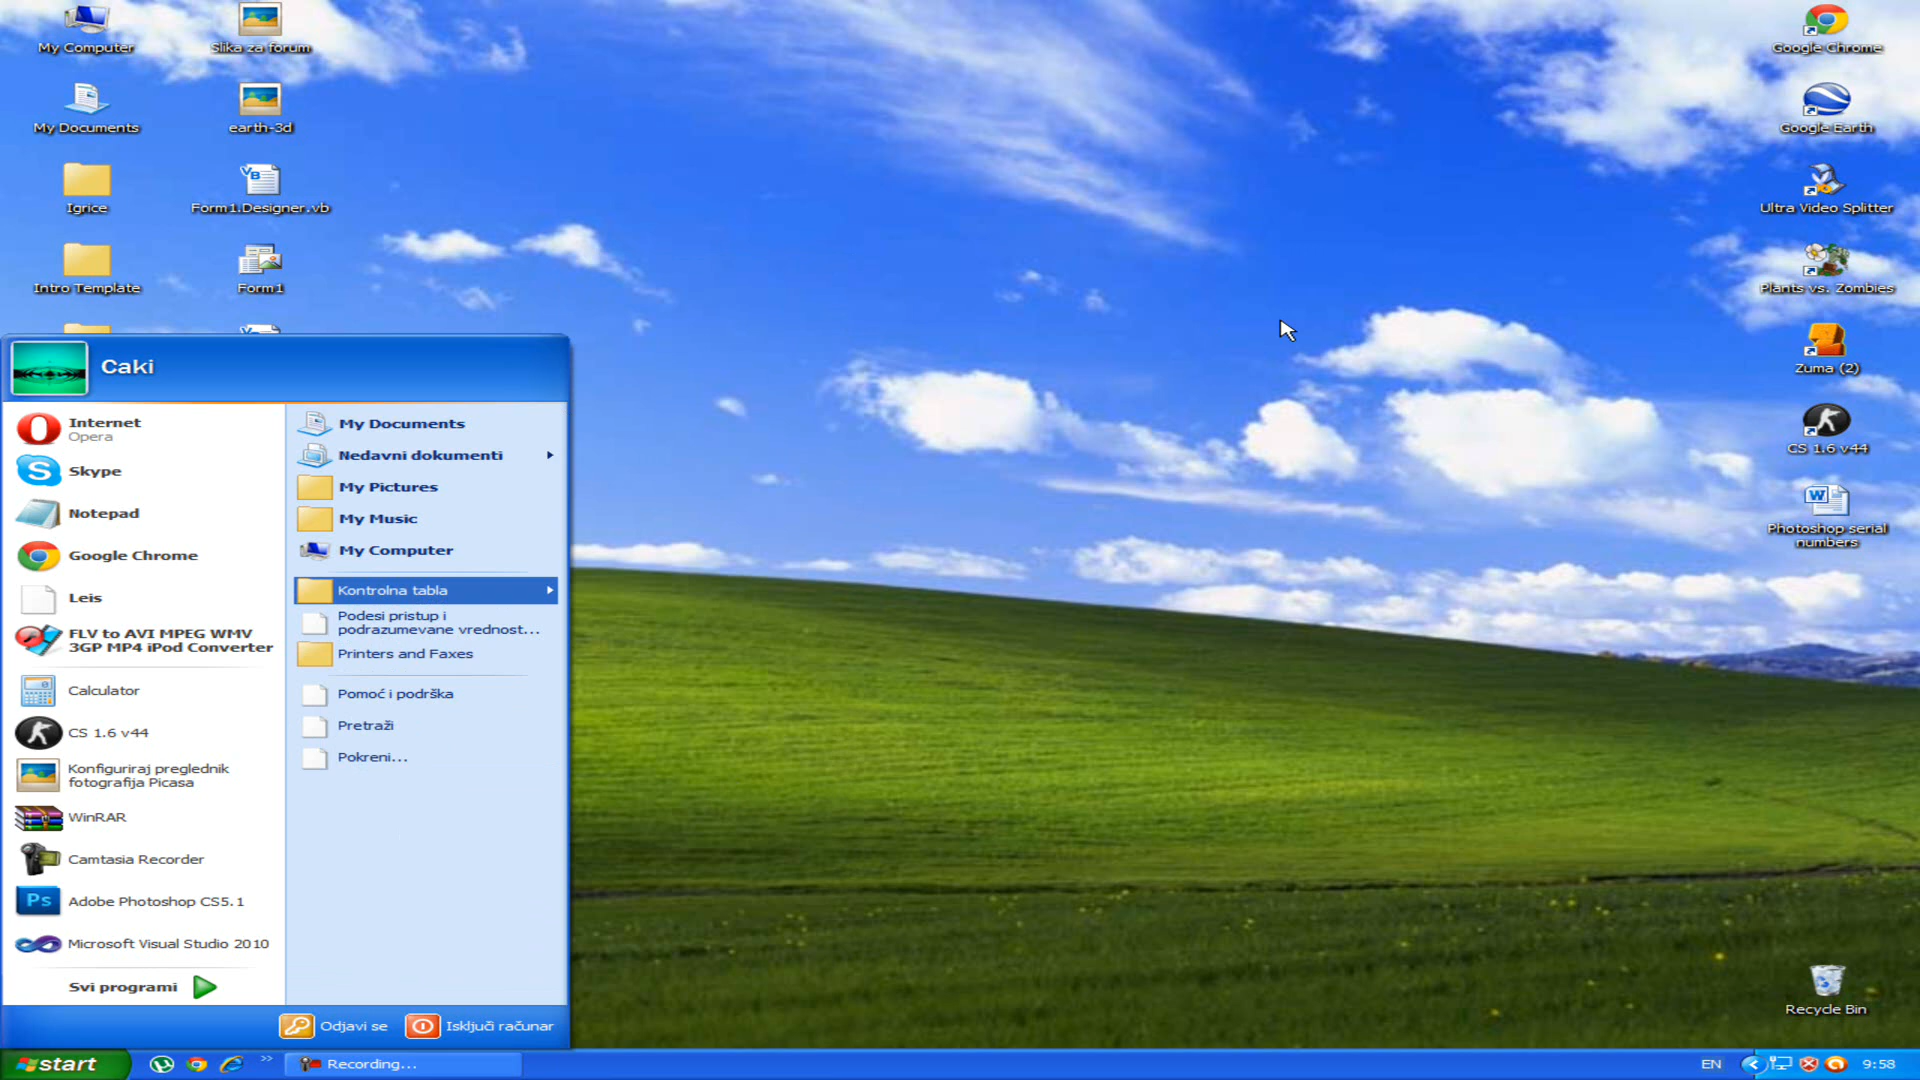 My Computer
Slika za forum
Google Chrome
My Documents
earth-3d
Google Earth
Igrice
Form1.Designer.vb
Ultra Video Splitter
Intro Template
Form1
Plants vs. Zombies
Zuma (2)
CS 1.6 v44
Photoshop serial
numbers
Recycle Bin
Caki
Internet
Opera
Skype
Notepad
Google Chrome
Leis
FLV to AVI MPEG WMV
3GP MP4 iPod Converter
Calculator
CS 1.6 v44
Konfiguriraj preglednik
fotografija Picasa
WinRAR
Camtasia Recorder
Ps
Adobe Photoshop CS5.1
Microsoft Visual Studio 2010
Svi programi
My Documents
Nedavni dokumenti
My Pictures
My Music
My Computer
Kontrolna tabla
Podesi pristup i
podrazumevane vrednost...
Printers and Faxes
Pomoć i podrška
Pretraži
Pokreni...
Odjavi se
Isključi računar
start
Recording...
EN
9:58